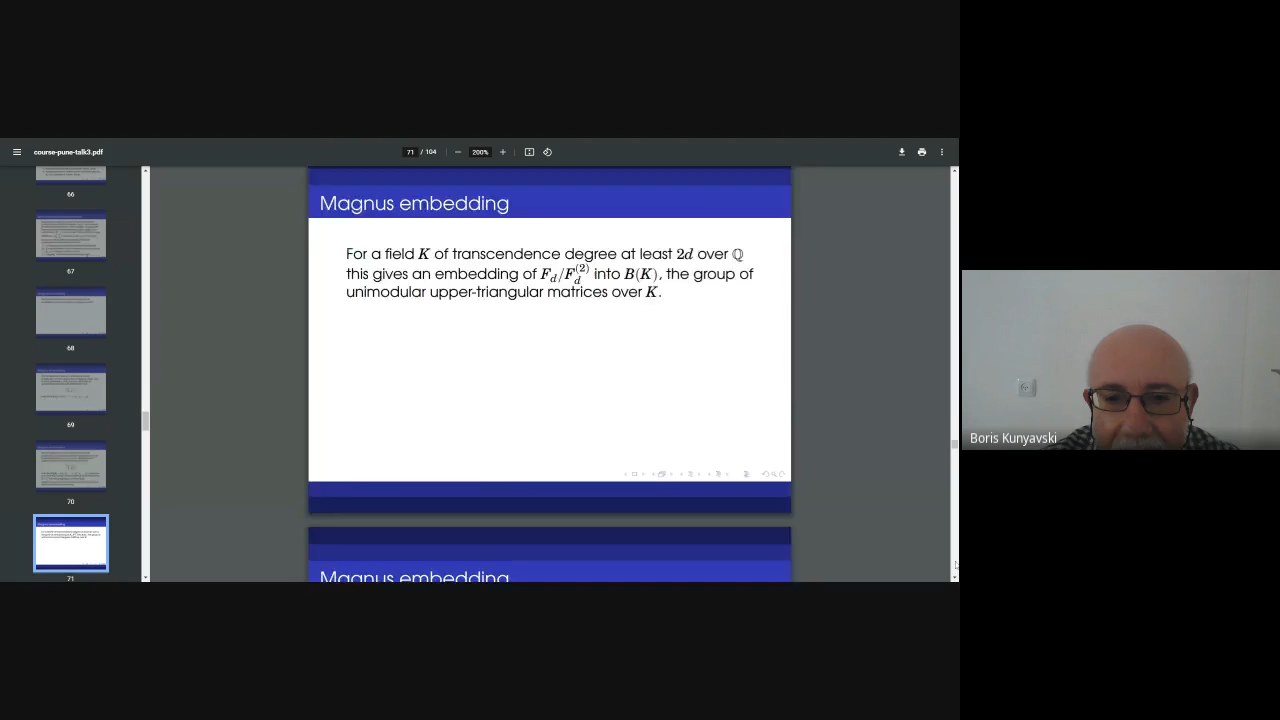 course-pune-talk3.pdf
71 / 104
200%
66
67
68
69
70
71
Magnus embedding
For a field K of transcendence degree at least 2d over ℚ
this gives an embedding of F_d/F_d^{(2)} into B(K), the group of
unimodular upper-triangular matrices over K.
Magnus embedding
Boris Kunyavski